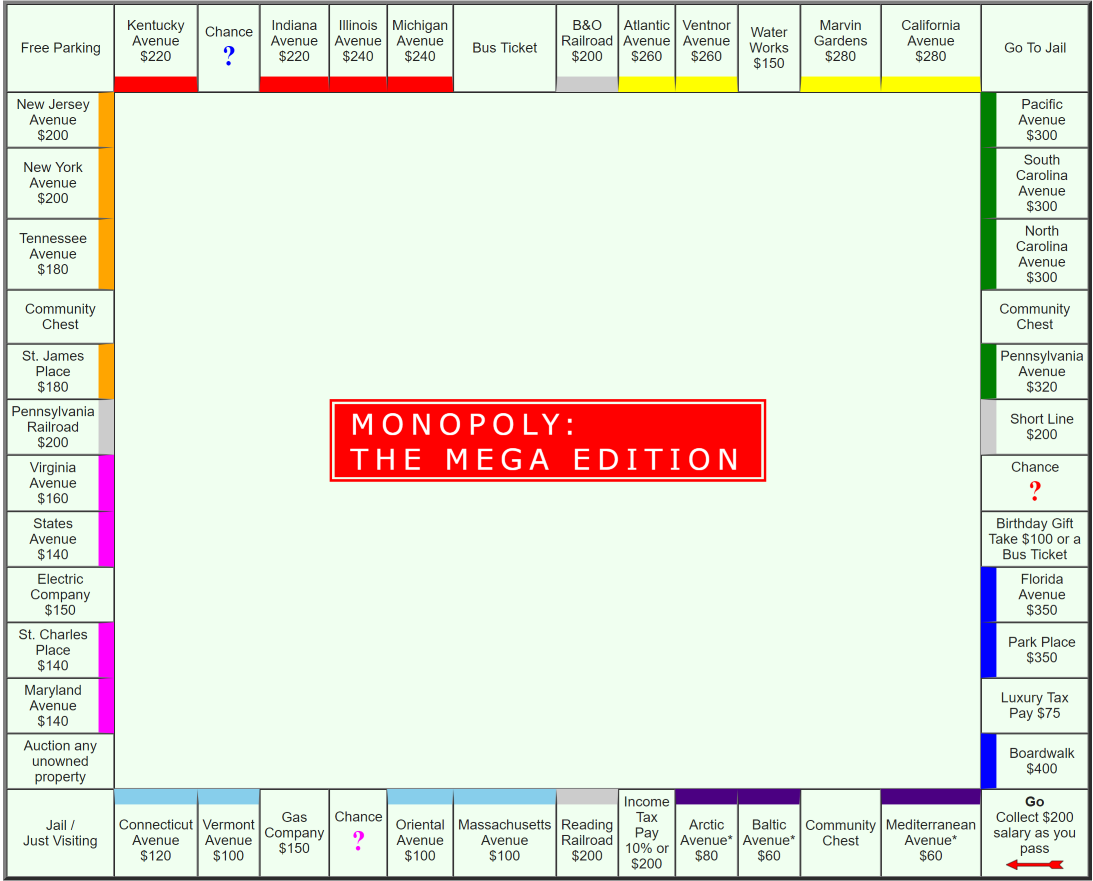 Free Parking
Kentucky
Avenue
$220
Chance
?
Indiana
Avenue
$220
Illinois
Avenue
$240
Michigan
Avenue
$240
Bus Ticket
B&O
Railroad
$200
Atlantic
Avenue
$260
Ventnor
Avenue
$260
Water
Works
$150
Marvin
Gardens
$280
California
Avenue
$280
Go To Jail
New Jersey
Avenue
$200
New York
Avenue
$200
Tennessee
Avenue
$180
Community
Chest
St. James
Place
$180
Pennsylvania
Railroad
$200
Virginia
Avenue
$160
States
Avenue
$140
Electric
Company
$150
St. Charles
Place
$140
Maryland
Avenue
$140
Auction any
unowned
property
MONOPOLY:
THE MEGA EDITION
Pacific
Avenue
$300
South
Carolina
Avenue
$300
North
Carolina
Avenue
$300
Community
Chest
Pennsylvania
Avenue
$320
Short Line
$200
Chance
?
Birthday Gift
Take $100 or a
Bus Ticket
Florida
Avenue
$350
Park Place
$350
Luxury Tax
Pay $75
Boardwalk
$400
Jail /
Just Visiting
Connecticut
Avenue
$120
Vermont
Avenue
$100
Gas
Company
$150
Chance
?
Oriental
Avenue
$100
Massachusetts
Avenue
$100
Reading
Railroad
$200
Income
Tax
Pay
10% or
$200
Arctic
Avenue*
$80
Baltic
Avenue*
$60
Community
Chest
Mediterranean
Avenue*
$60
Go
Collect $200
salary as you
pass